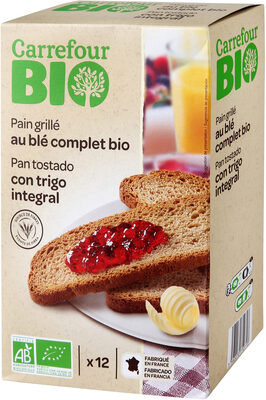 Carrefour
BIO
Pain grillé
au blé complet bio
Pan tostado
con trigo
integral
AB
x12
FABRIQUÉ
EN FRANCE
FABRICADO
EN FRANCIA
Carrefour
BIO
Pain grillé
au blé complet bio
Pan tostado
con trigo integral